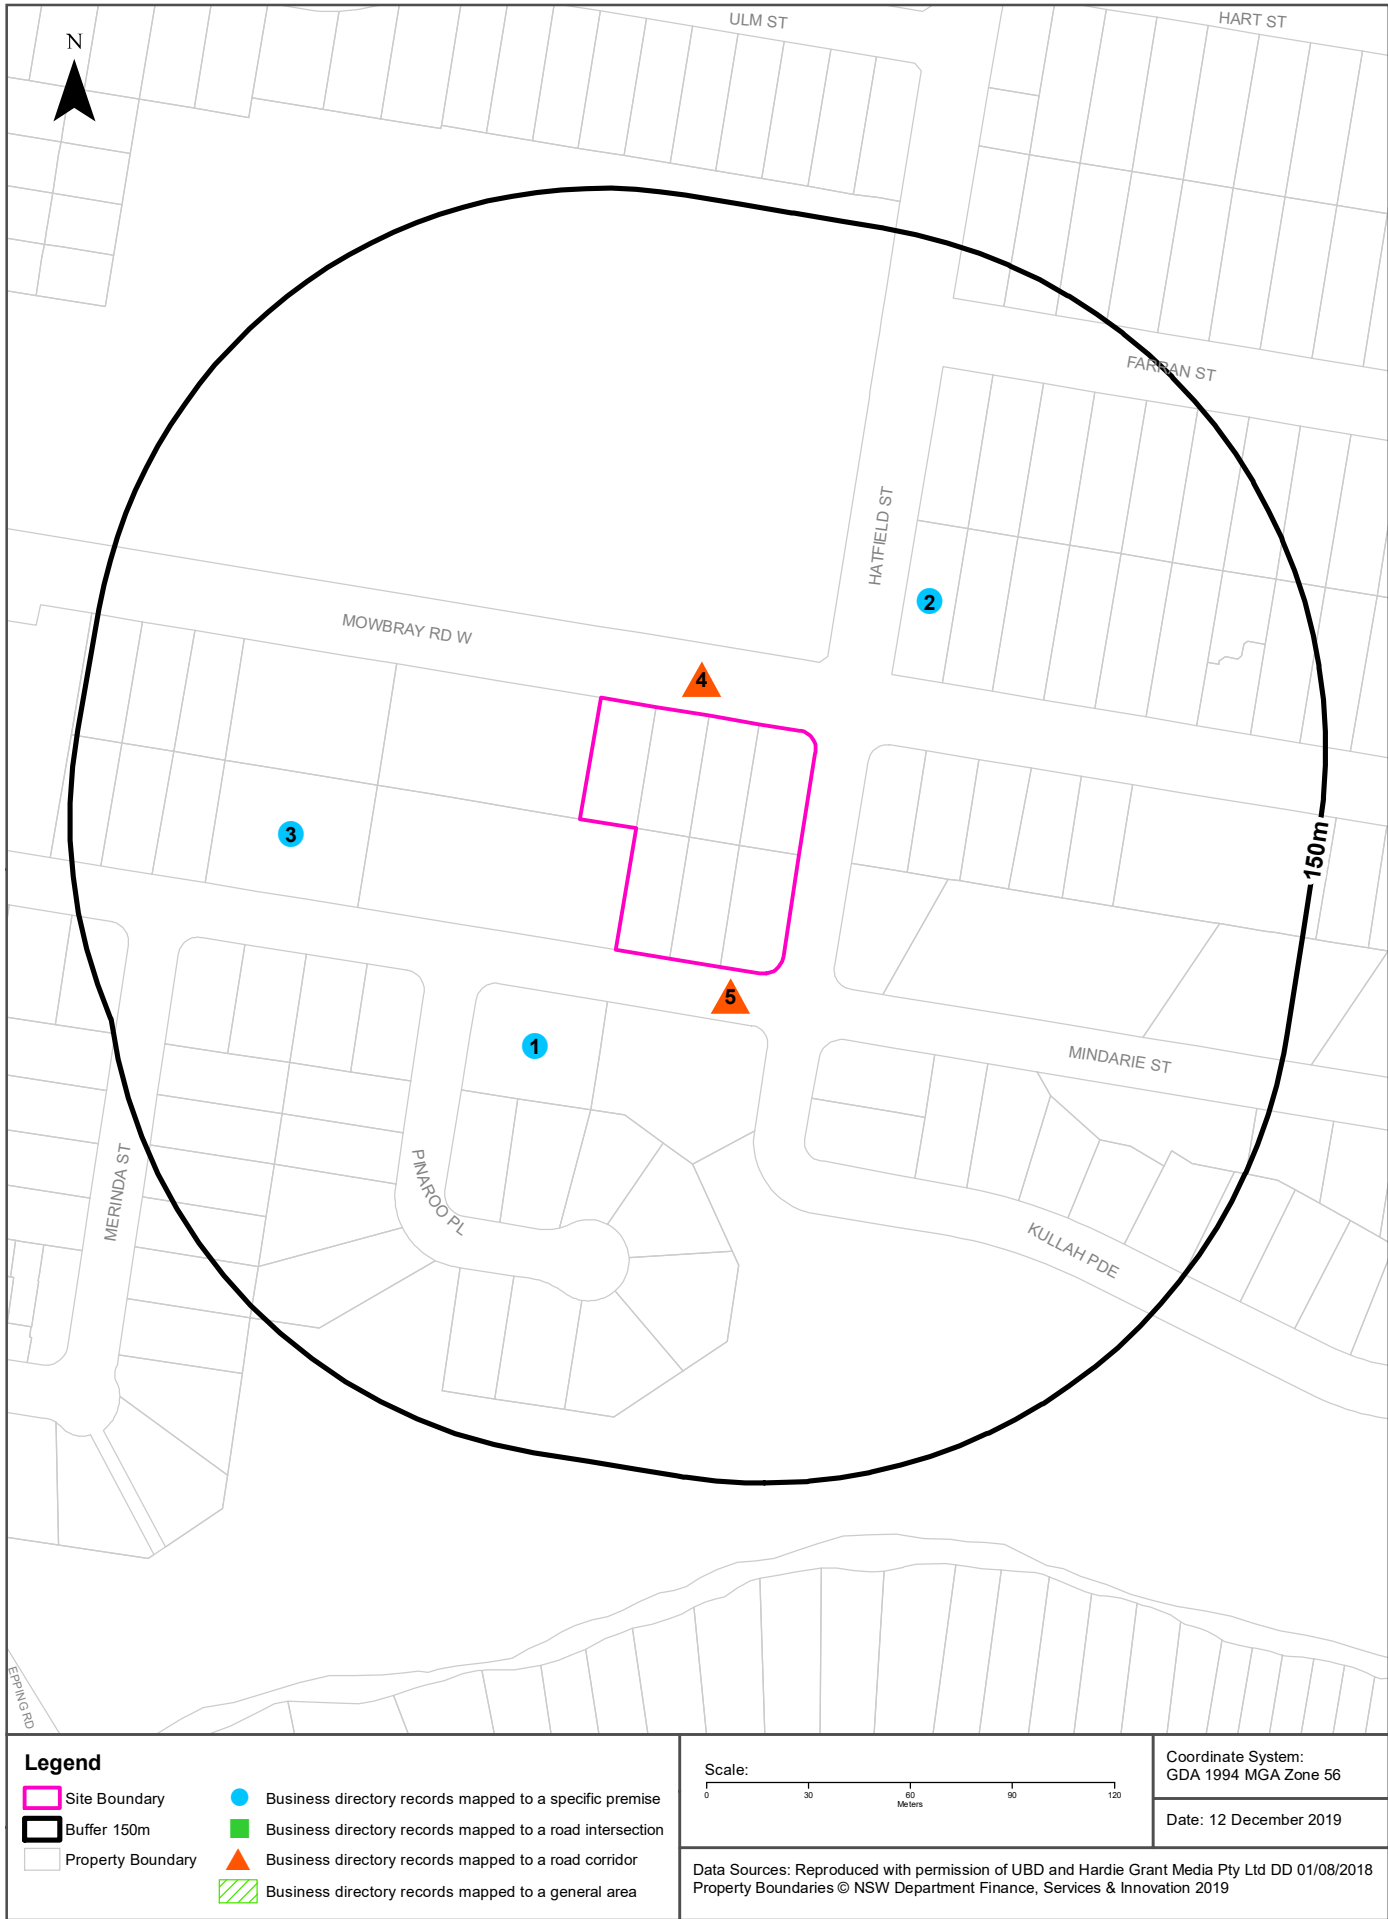 ULM ST
HART ST
N
FARRAN ST
HATFIELD ST
2
MOWBRAY RD W
4
3
150m
5
1
MINDARIE ST
MERINDA ST
PINAROO PL
KULLAH PDE
EPPING RD
Legend
Site Boundary
Buffer 150m
Property Boundary
Business directory records mapped to a specific premise
Business directory records mapped to a road intersection
Business directory records mapped to a road corridor
Business directory records mapped to a general area
Scale:
0 30 60 90 120
Meters
Coordinate System:
GDA 1994 MGA Zone 56
Date: 12 December 2019
Data Sources: Reproduced with permission of UBD and Hardie Grant Media Pty Ltd DD 01/08/2018
Property Boundaries © NSW Department Finance, Services & Innovation 2019